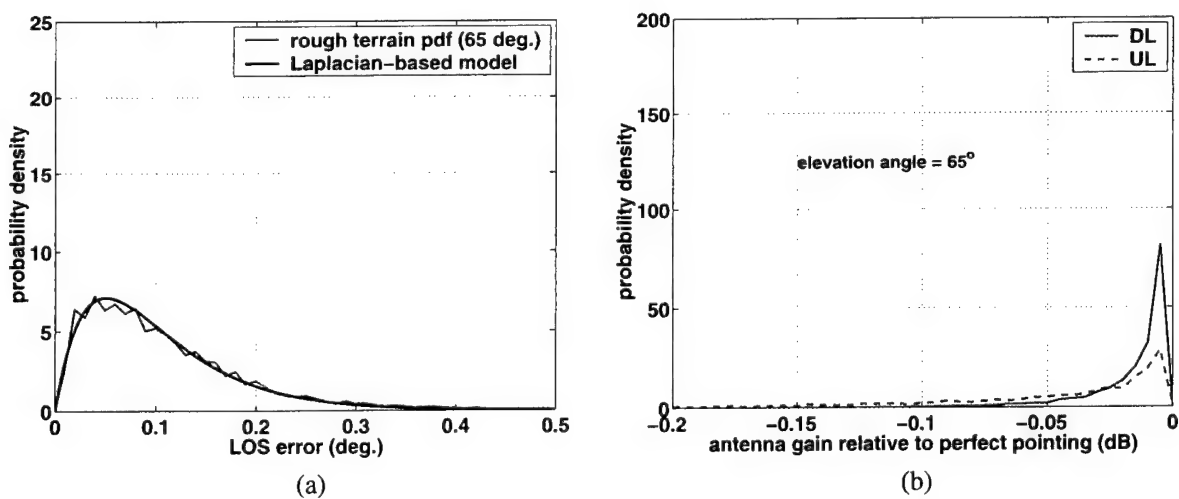 25
20
15
10
5
0
probability density
rough terrain pdf (65 deg.)
Laplacian-based model
0 0.1 0.2 0.3 0.4 0.5
LOS error (deg.)
(a)
200
150
100
50
0
probability density
DL
UL
elevation angle = 65°
-0.2 -0.15 -0.1 -0.05 0
antenna gain relative to perfect pointing (dB)
(b)